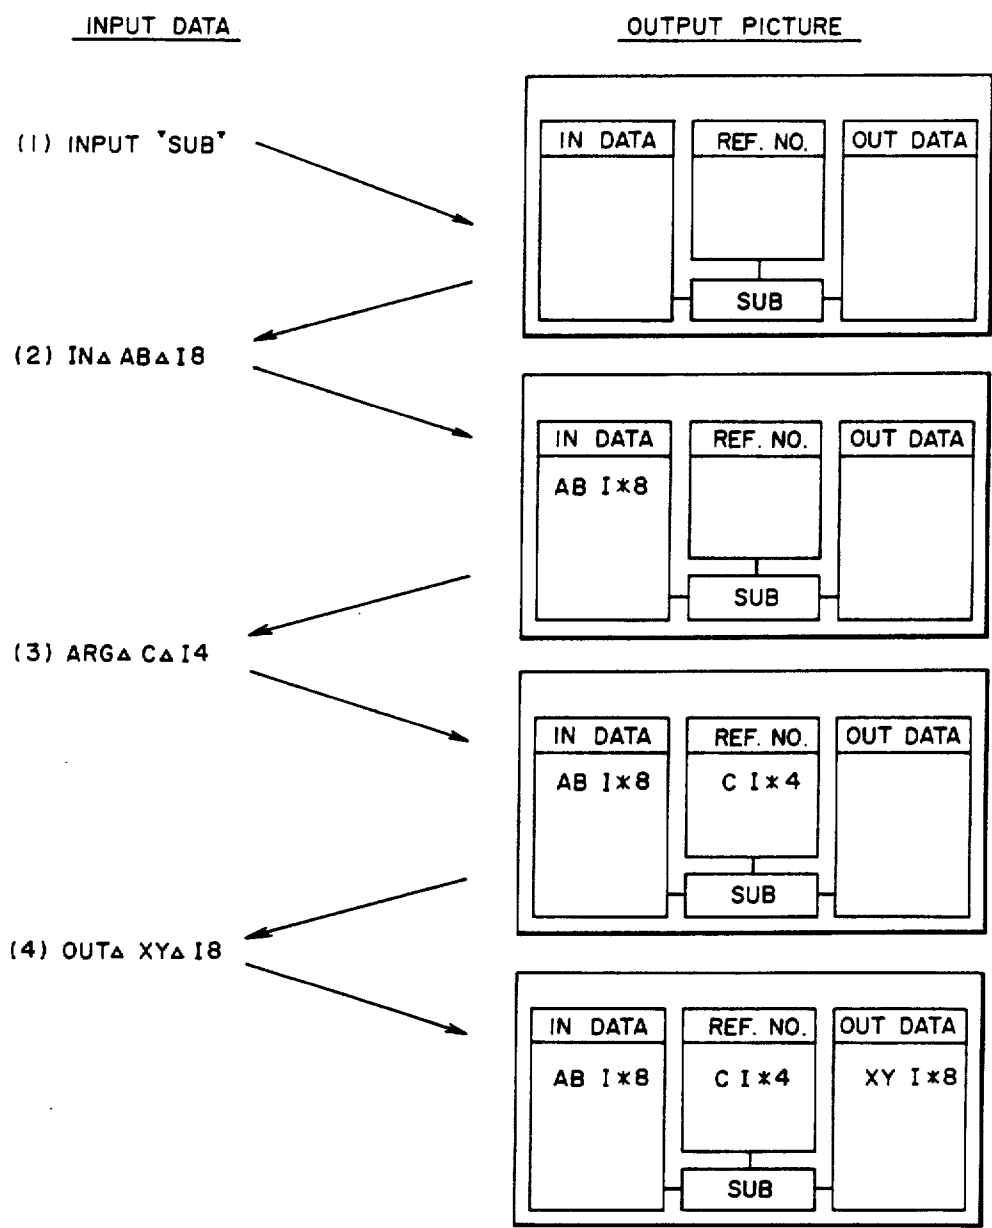 INPUT DATA
OUTPUT PICTURE
(1) INPUT "SUB"
IN DATA REF. NO. OUT DATA
SUB
(2) IN△ AB△ I8
IN DATA REF. NO. OUT DATA
AB I*8
SUB
(3) ARG△ C△ I4
IN DATA REF. NO. OUT DATA
AB I*8 C I*4
SUB
(4) OUT△ XY△ I8
IN DATA REF. NO. OUT DATA
AB I*8 C I*4 XY I*8
SUB